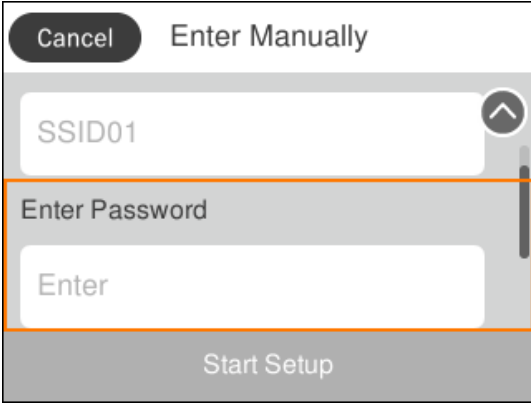 Cancel Enter Manually
SSID01
Enter Password
Enter
Start Setup